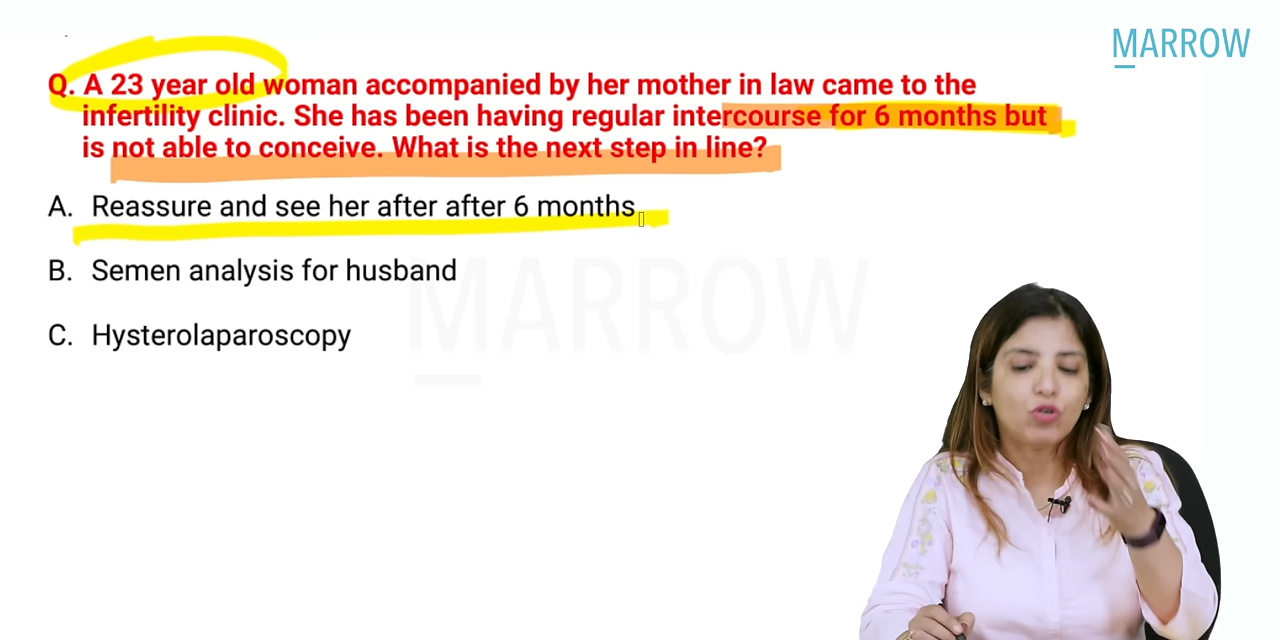 MARROW
Q. A 23 year old woman accompanied by her mother in law came to the
infertility clinic. She has been having regular intercourse for 6 months but
is not able to conceive. What is the next step in line?
A. Reassure and see her after after 6 months
B. Semen analysis for husband
MARROW
C. Hysterolaparoscopy